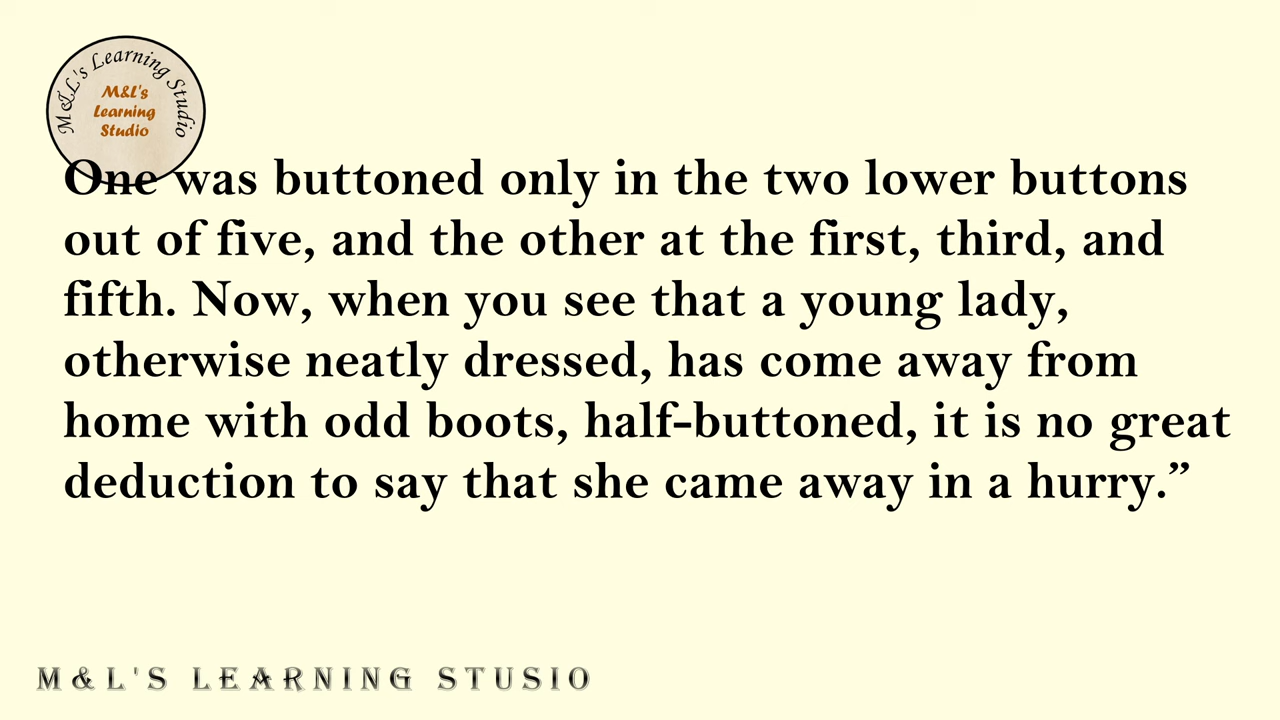 M&L's Learning Studio
M&L's
Learning
Studio
One was buttoned only in the two lower buttons
out of five, and the other at the first, third, and
fifth. Now, when you see that a young lady,
otherwise neatly dressed, has come away from
home with odd boots, half-buttoned, it is no great
deduction to say that she came away in a hurry.”
M&L'S LEARNING STUSIO